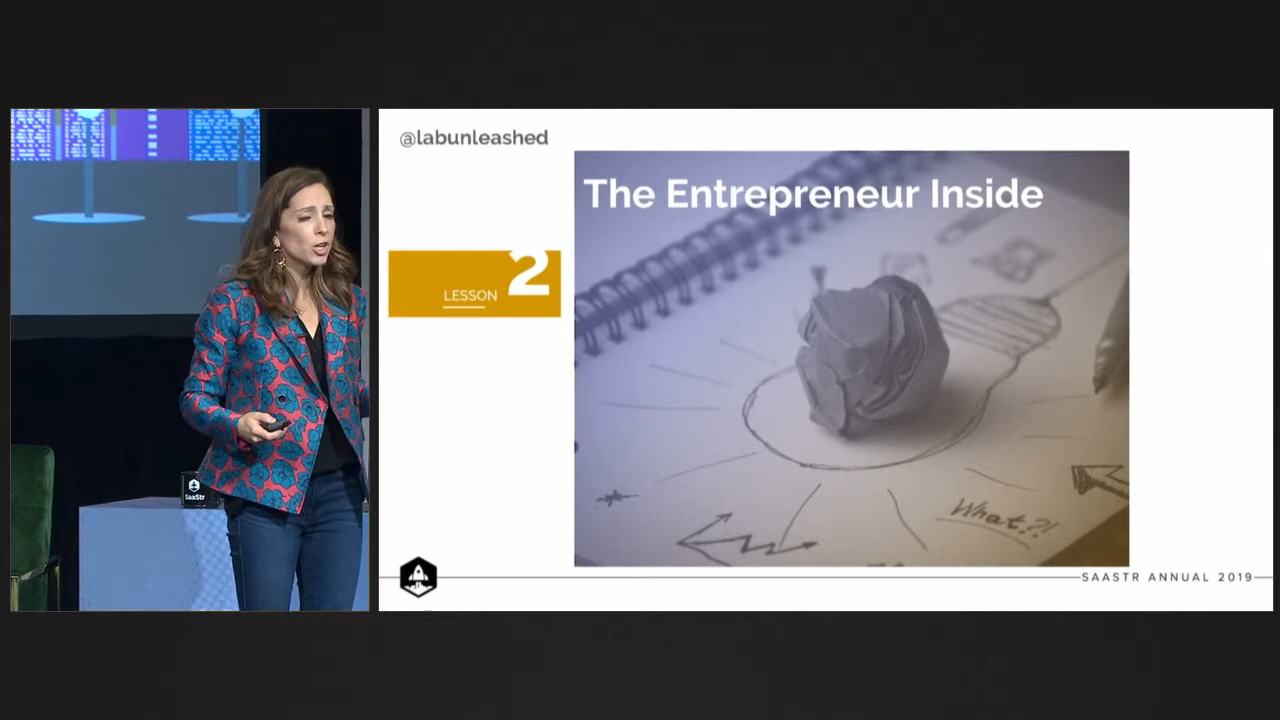 @labunleashed
The Entrepreneur Inside
LESSON 2
What?!
SaaStr
SAASTR ANNUAL 2019